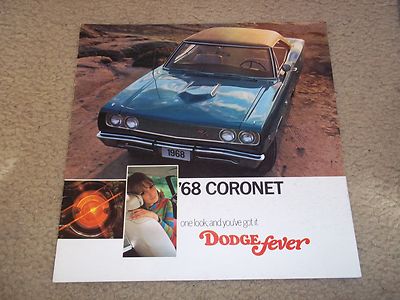 1968
'68 CORONET
one look, and you've got it
DODGE fever